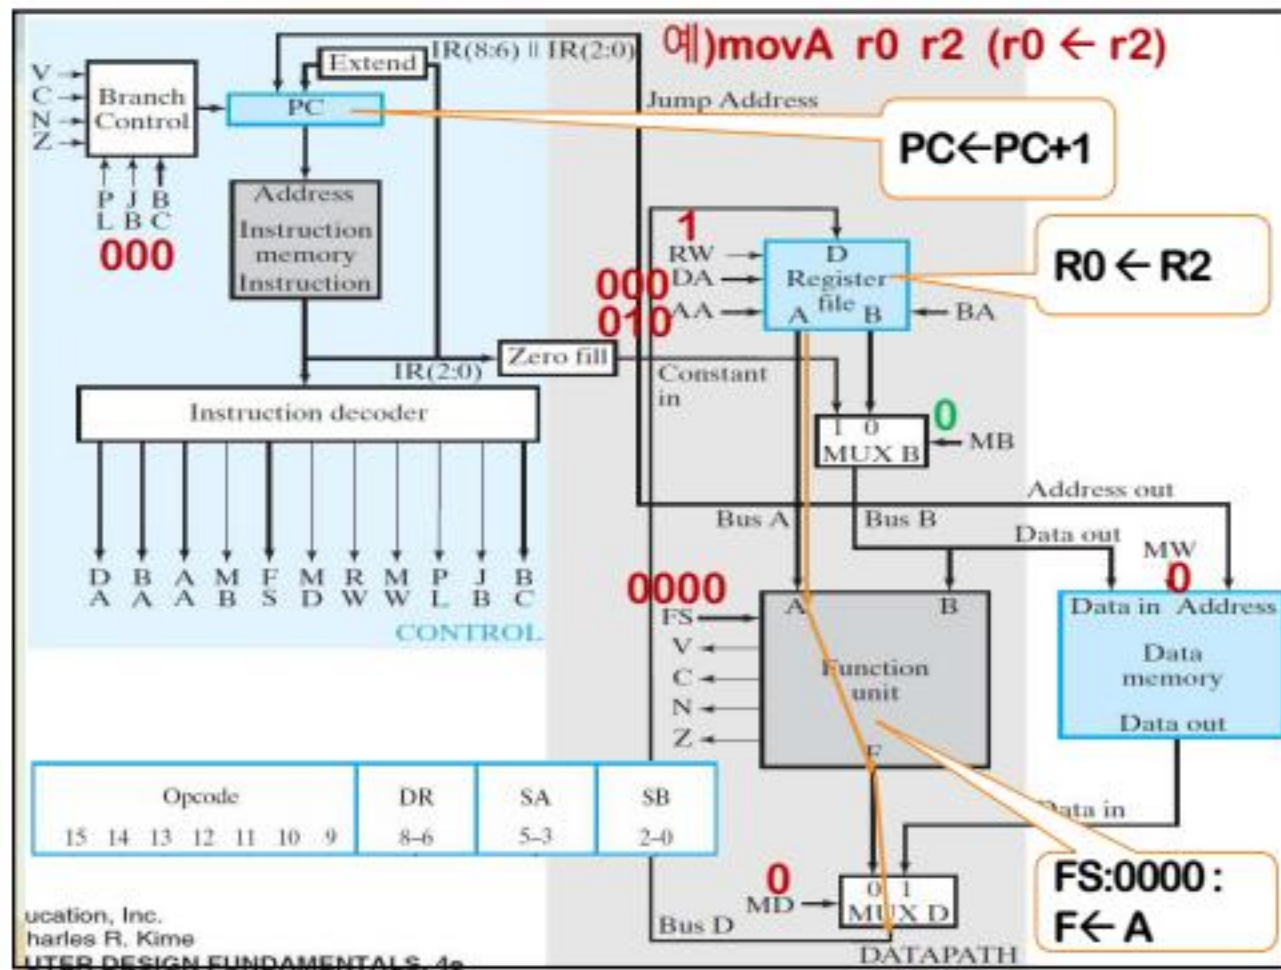 IR(8:6) || IR(2:0)
예)movA r0 r2 (r0 ← r2)
Extend
V
C
N
Z
Branch
Control
PC
Jump Address
PC←PC+1
P J B
L B C
000
Address
Instruction
memory
Instruction
1
RW
000
DA
010
AA
D
Register
file
A B
BA
R0 ← R2
IR(2:0)
Zero fill
Constant
in
Instruction decoder
1 0
MUX B
0
MB
Address out
Bus A
Bus B
Data out
MW
0
D B A M F M R M P J B
A A A B S D W W L B C
CONTROL
0000
FS
V
C
N
Z
A B
Function
unit
F
Data in Address
Data
memory
Data out
Opcode DR SA SB
15 14 13 12 11 10 9 8–6 5–3 2–0
Data in
0
MD
0 1
MUX D
Bus D
DATAPATH
FS:0000 :
F← A
ucation, Inc.
harles R. Kime
UTER DESIGN FUNDAMENTALS, 4e